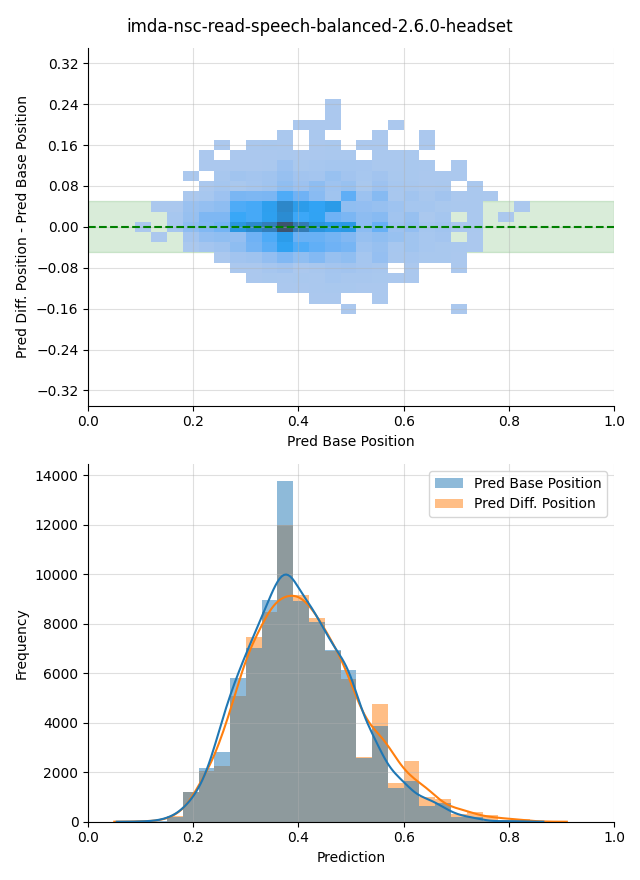 imda-nsc-read-speech-balanced-2.6.0-headset
0.32
0.24
0.16
0.08
0.00
−0.08
−0.16
−0.24
−0.32
Pred Diff. Position - Pred Base Position
0.0 0.2 0.4 0.6 0.8 1.0
Pred Base Position
14000
12000
10000
8000
6000
4000
2000
0
Frequency
Pred Base Position
Pred Diff. Position
0.0 0.2 0.4 0.6 0.8 1.0
Prediction